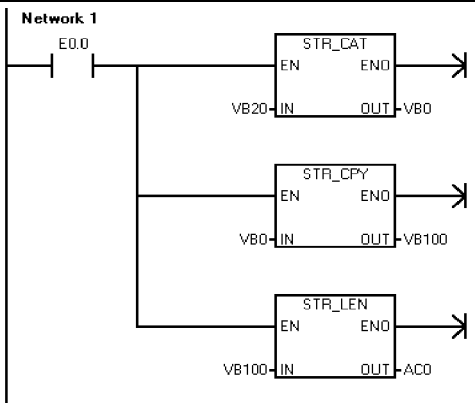 Network 1
E0.0
STR_CAT
EN ENO
VB20 IN OUT VB0
STR_CPY
EN ENO
VB0 IN OUT VB100
STR_LEN
EN ENO
VB100 IN OUT AC0